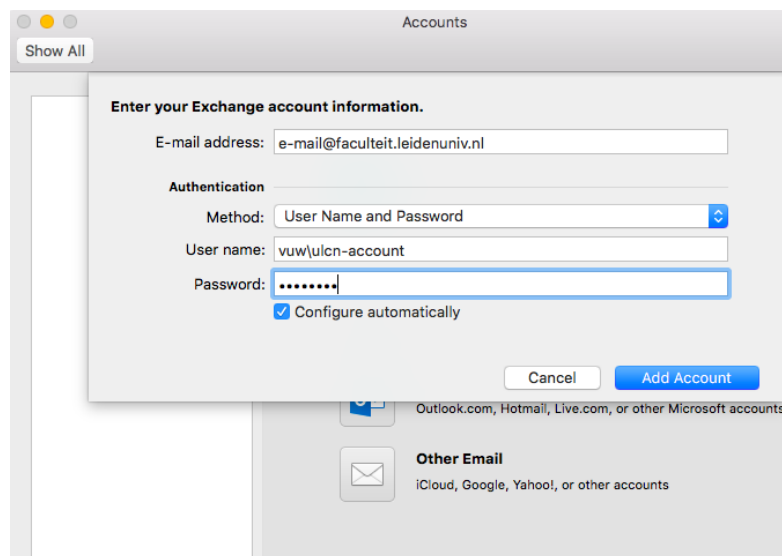 Accounts
Show All
Enter your Exchange account information.
E-mail address: e-mail@faculteit.leidenuniv.nl
Authentication
Method: User Name and Password
User name: vuw\ulcn-account
Password: ••••••••
Configure automatically
Cancel Add Account
Outlook.com, Hotmail, Live.com, or other Microsoft accounts
Other Email
iCloud, Google, Yahoo!, or other accounts